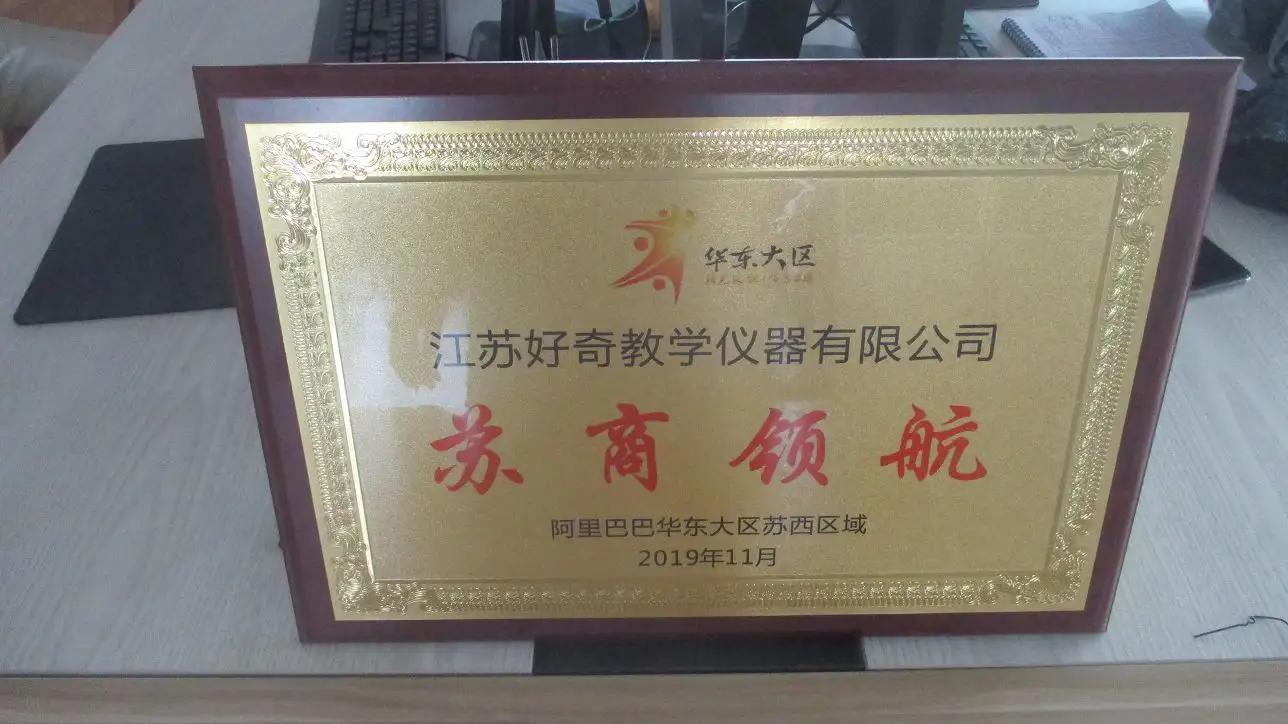 华东大区
江苏好奇教学仪器有限公司
苏商领航
阿里巴巴华东大区苏西区域
2019年11月